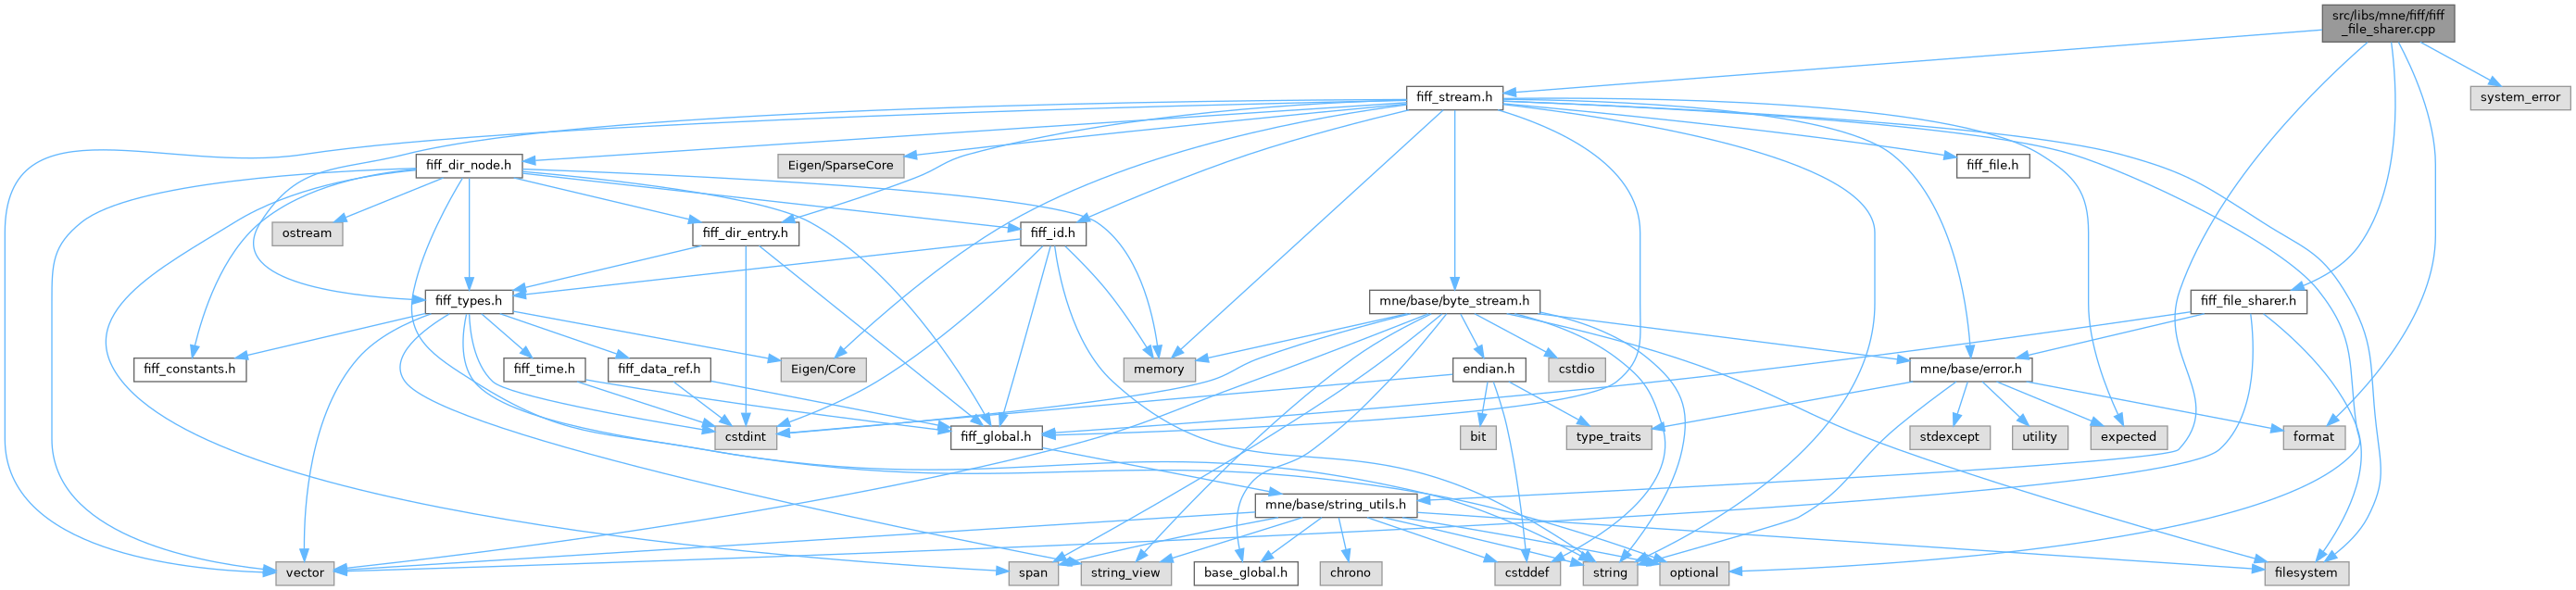 src/libs/mne/fiff/fiff
_file_sharer.cpp
fiff_stream.h
system_error
fiff_dir_node.h
Eigen/SparseCore
fiff_file.h
ostream
fiff_dir_entry.h
fiff_id.h
fiff_types.h
mne/base/byte_stream.h
fiff_file_sharer.h
fiff_constants.h
fiff_time.h
fiff_data_ref.h
Eigen/Core
memory
endian.h
cstdio
mne/base/error.h
cstdint
fiff_global.h
bit
type_traits
stdexcept
utility
expected
format
mne/base/string_utils.h
vector
span
string_view
base_global.h
chrono
cstddef
string
optional
filesystem